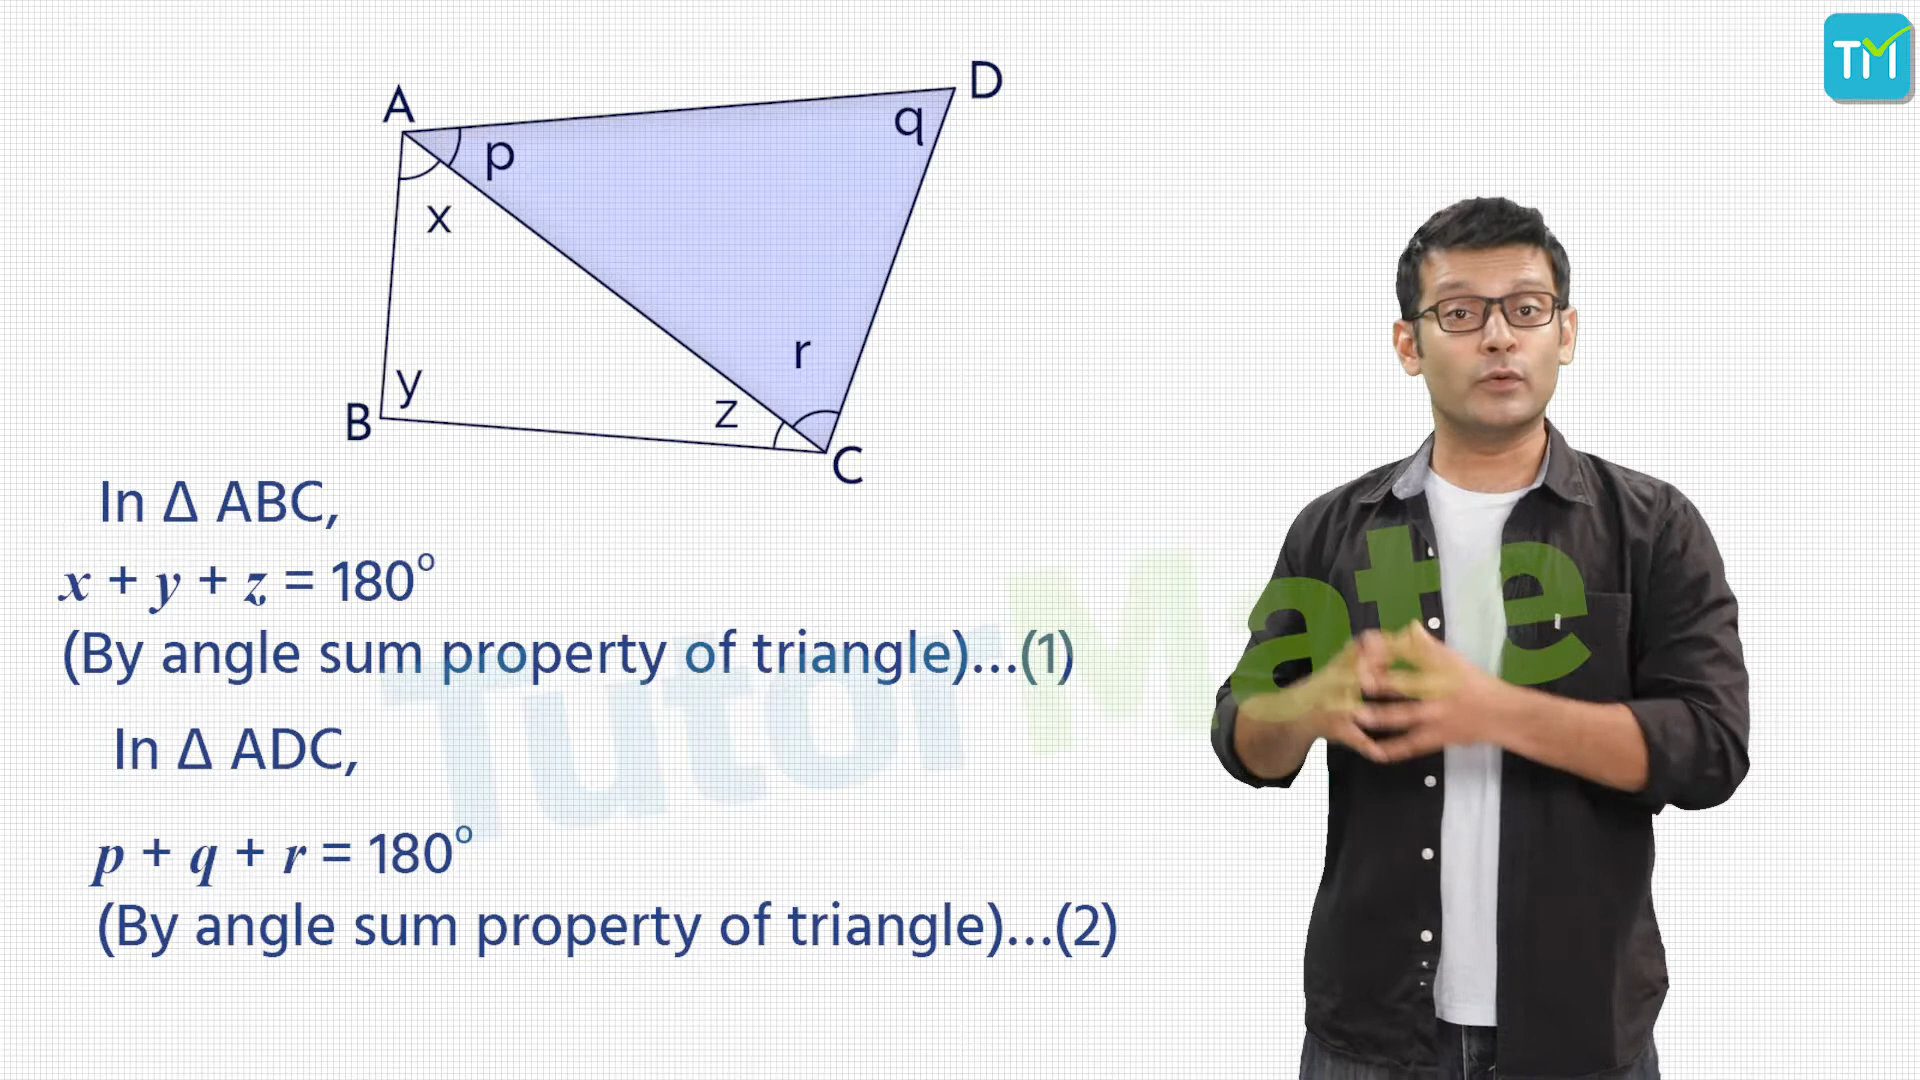 TM
A
D
p
q
x
r
y
z
B
C
In Δ ABC,
x + y + z = 180°
(By angle sum property of triangle)...(1)
In Δ ADC,
p + q + r = 180°
(By angle sum property of triangle)...(2)
TutorMate